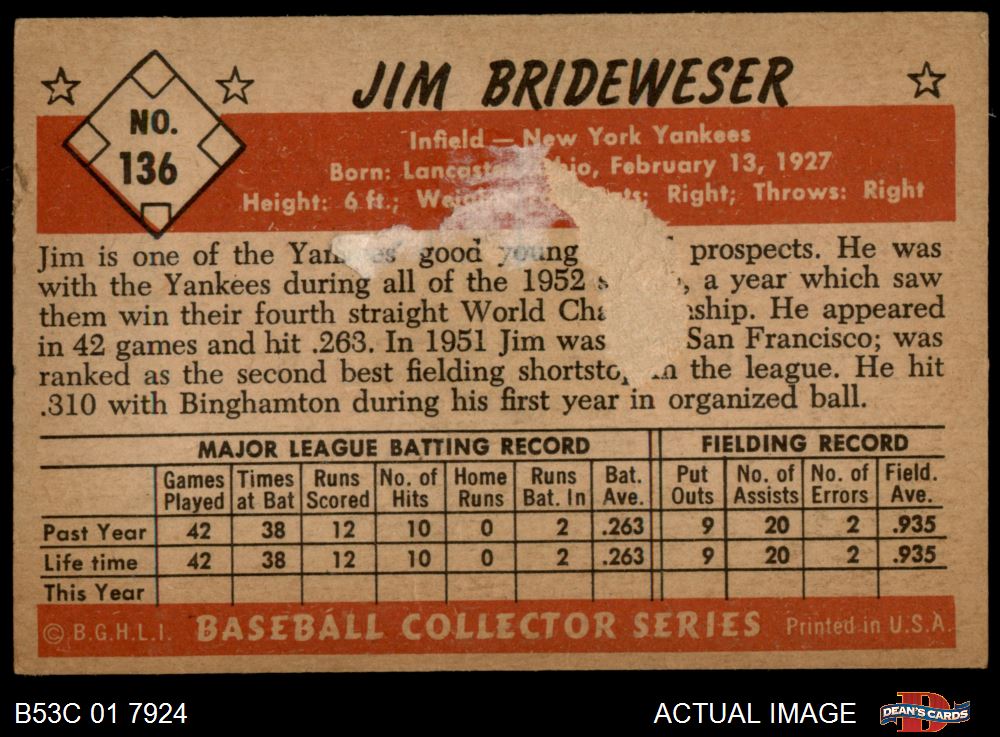 NO.
136
JIM BRIDEWESER
Infield — New York Yankees
Born: Lancaster, Ohio, February 13, 1927
Height: 6 ft.; Right; Throws: Right
Jim is one of the Yankees' good young prospects. He was
with the Yankees during all of the 1952 a year which saw
them win their fourth straight World Championship. He appeared
in 42 games and hit .263. In 1951 Jim was San Francisco; was
ranked as the second best fielding shortstop in the league. He hit
.310 with Binghamton during his first year in organized ball.
MAJOR LEAGUE BATTING RECORD FIELDING RECORD
Games Played Times at Bat Runs Scored No. of Hits Home Runs Runs Bat. In Bat. Ave. Put Outs No. of Assists No. of Errors Field. Ave.
Past Year 42 38 12 10 0 2 .263 9 20 2 .935
Life time 42 38 12 10 0 2 .263 9 20 2 .935
This Year
© B.G.H.L.I. BASEBALL COLLECTOR SERIES Printed in U.S.A.
B53C 01 7924 ACTUAL IMAGE DEAN'S CARDS